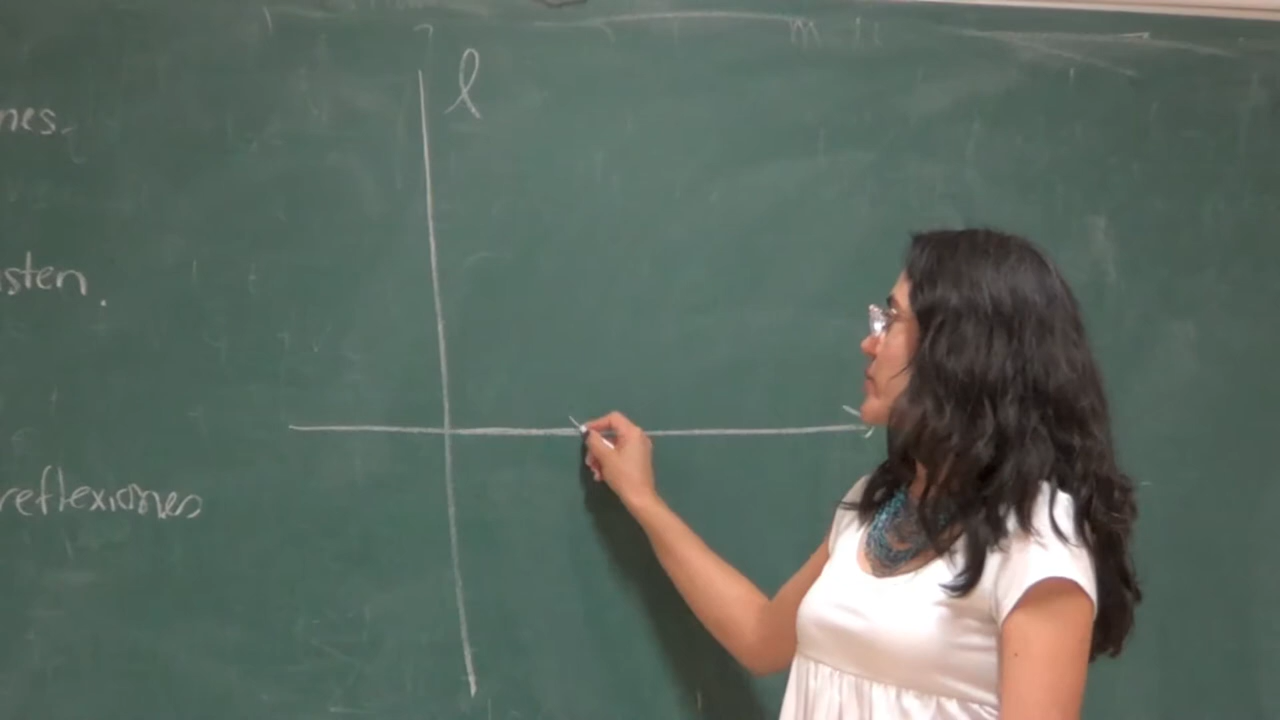 ℓ
nes.
sten.
reflexiones